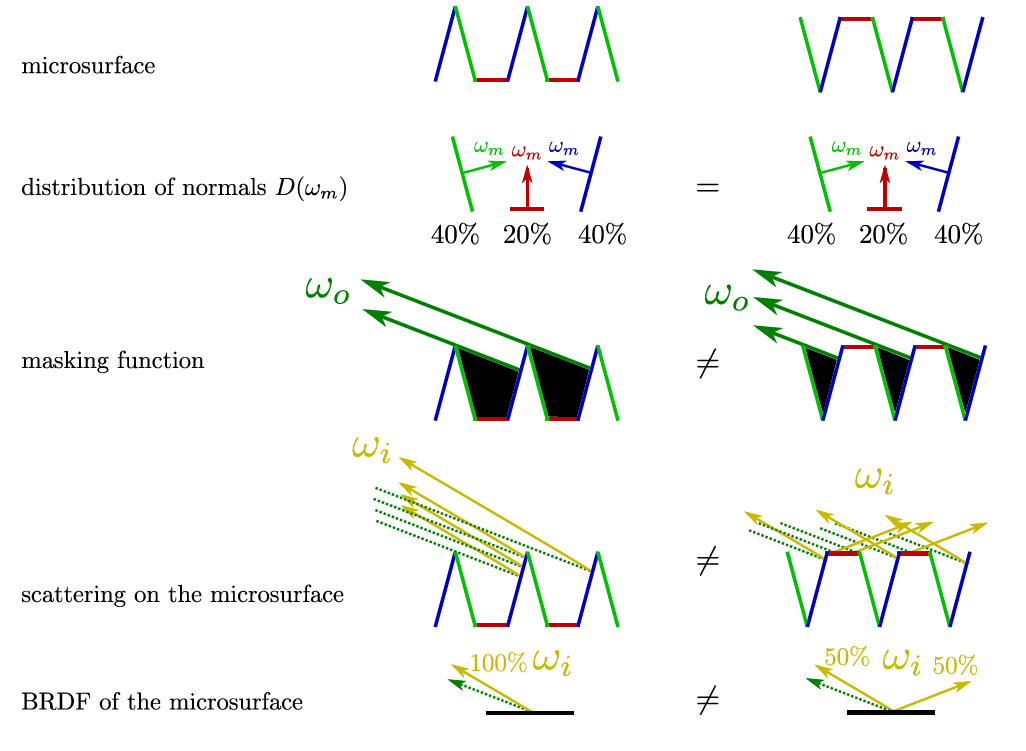 microsurface
distribution of normals D(ωm)
ωm ωm ωm
=
ωm ωm ωm
40% 20% 40%
40% 20% 40%
masking function
ωo
≠
ωo
scattering on the microsurface
ωi
≠
ωi
BRDF of the microsurface
100% ωi
≠
50% ωi 50%